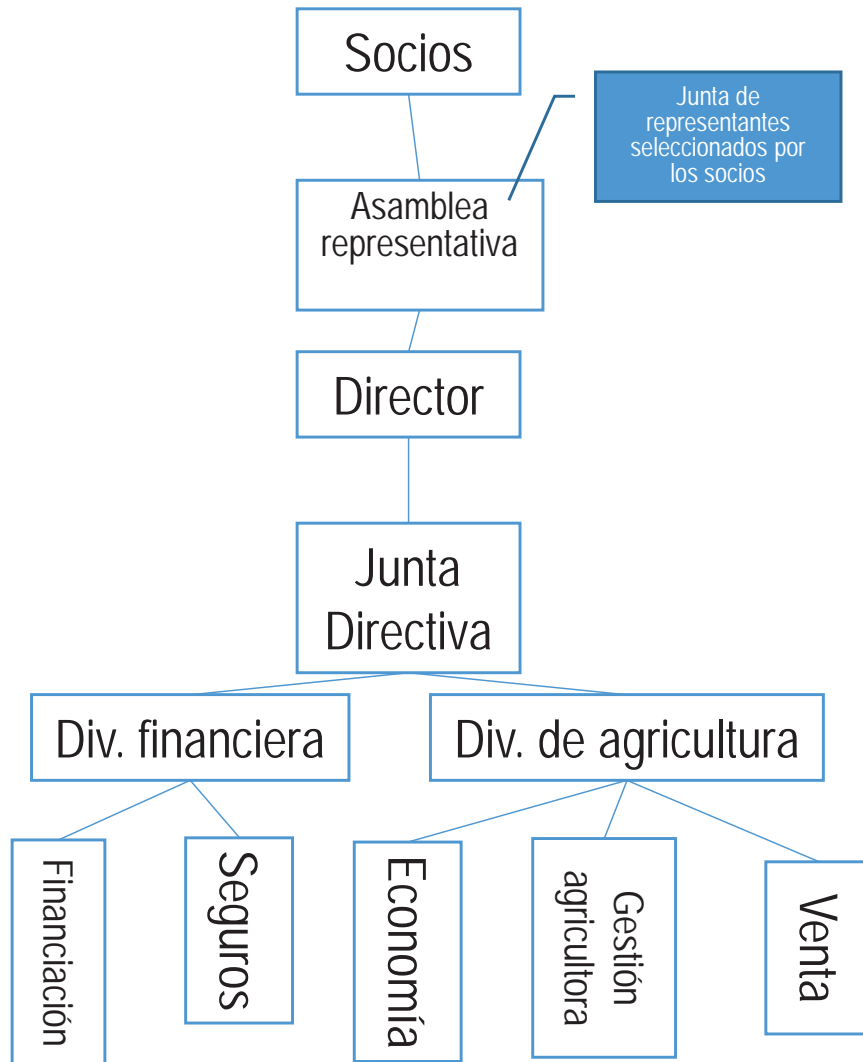 Socios
Junta de
representantes
seleccionados por
los socios
Asamblea
representativa
Director
Junta
Directiva
Div. financiera
Div. de agricultura
Financiación
Seguros
Economía
Gestión
agricultora
Venta